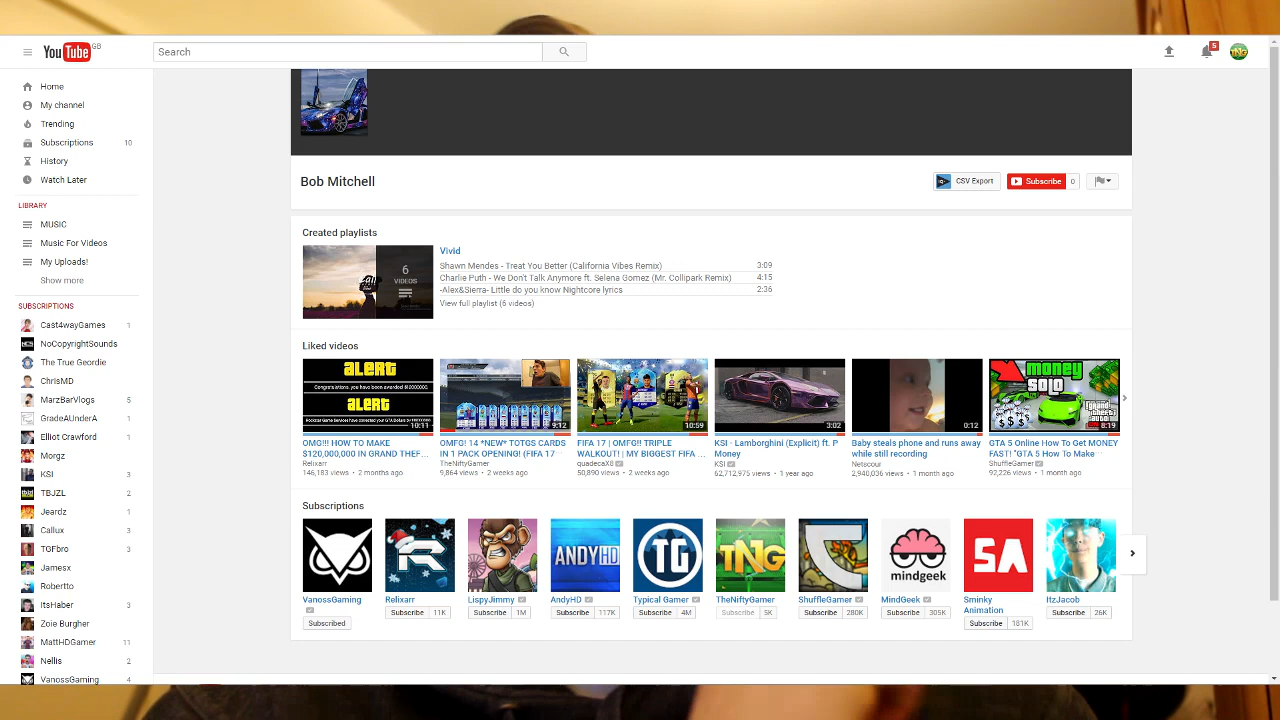 YouTube GB
Search
5
TNG
Home
My channel
Trending
Subscriptions 10
History
Watch Later
LIBRARY
MUSIC
Music For Videos
My Uploads!
Show more
SUBSCRIPTIONS
Cast4wayGames 1
NoCopyrightSounds
The True Geordie
ChrisMD
MarzBarVlogs 5
GradeAUnderA
Elliot Crawford
Morgz
KSI 3
TBJZL 2
Jeardz 1
Callux 3
TGFbro 3
Jamesx
Robertto
ItsHaber 3
Zoie Burgher
MattHDGamer 11
Nellis 2
VanossGaming 4
Bob Mitchell
CSV Export
Subscribe 0
Created playlists
6
VIDEOS
Vivid
Shawn Mendes - Treat You Better (California Vibes Remix) 3:09
Charlie Puth - We Don't Talk Anymore ft. Selena Gomez (Mr. Collipark Remix) 4:15
-Alex&Sierra- Little do you know Nightcore lyrics 2:36
View full playlist (6 videos)
Liked videos
ALERT
ALERT
10:11
OMG!!! HOW TO MAKE
$120,000,000 IN GRAND THEF...
Relixarr
146,183 views • 2 months ago
9:12
OMFG! 14 *NEW* TOTGS CARDS
IN 1 PACK OPENING! (FIFA 17...
TheNiftyGamer
9,864 views • 2 weeks ago
10:59
FIFA 17 | OMFG!! TRIPLE
WALKOUT! | MY BIGGEST FIFA ...
quadecaX8
50,890 views • 2 weeks ago
3:02
KSI - Lamborghini (Explicit) ft. P
Money
KSI
62,712,975 views • 1 year ago
0:12
Baby steals phone and runs away
while still recording
Netscour
2,940,036 views • 1 month ago
MONEY
SOLO
8:19
GTA 5 Online How To Get MONEY
FAST! "GTA 5 How To Make...
ShuffleGamer
92,226 views • 1 month ago
Subscriptions
VanossGaming
Subscribed
R
Relixarr
Subscribe 11K
LispyJimmy
Subscribe 1M
ANDYHD
AndyHD
Subscribe 117K
TG
Typical Gamer
Subscribe 4M
TNG
TheNiftyGamer
Subscribe 5K
ShuffleGamer
Subscribe 280K
mindgeek
MindGeek
Subscribe 305K
SA
Sminky
Animation
Subscribe 181K
ItzJacob
Subscribe 26K